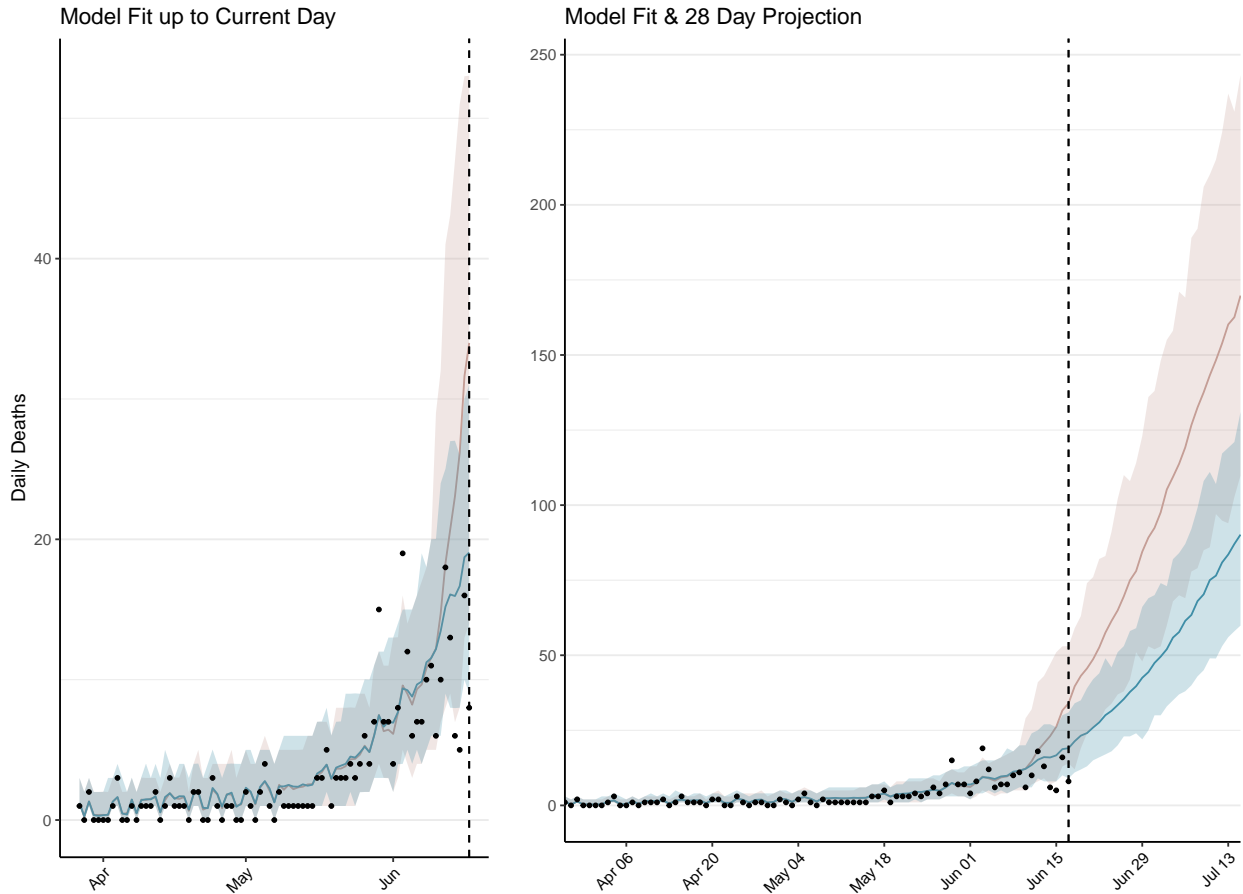 Model Fit up to Current Day
Daily Deaths
40
20
0
Apr
May
Jun
Model Fit & 28 Day Projection
250
200
150
100
50
0
Apr 06
Apr 20
May 04
May 18
Jun 01
Jun 15
Jun 29
Jul 13